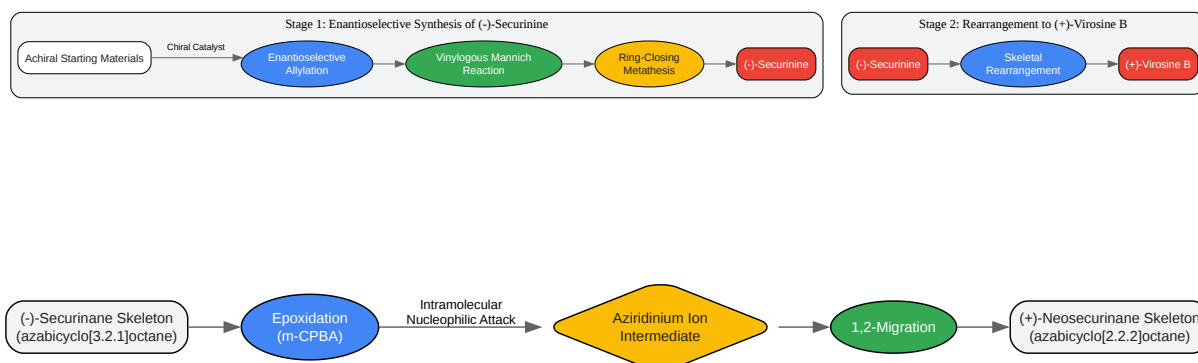 Stage 1: Enantioselective Synthesis of (-)-Securinine
Achiral Starting Materials
Chiral Catalyst
Enantioselective
Allylation
Vinylogous Mannich
Reaction
Ring-Closing
Metathesis
(-)-Securinine
Stage 2: Rearrangement to (+)-Virosine B
(-)-Securinine
Skeletal
Rearrangement
(+)-Virosine B
(-)-Securinane Skeleton
(azabicyclo[3.2.1]octane)
Epoxidation
(m-CPBA)
Intramolecular
Nucleophilic Attack
Aziridinium Ion
Intermediate
1,2-Migration
(+)-Neosecurinane Skeleton
(azabicyclo[2.2.2]octane)